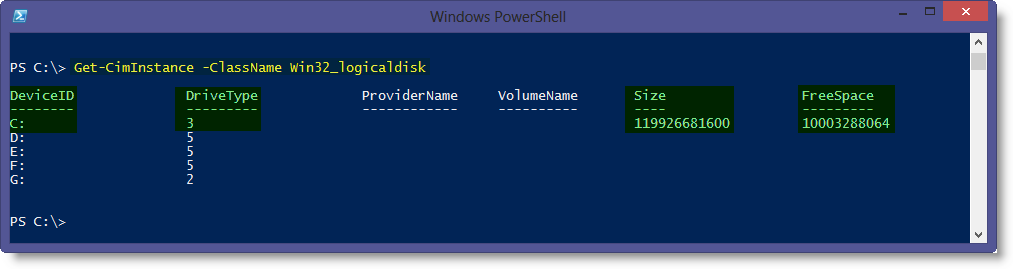 Windows PowerShell
PS C:\> Get-CimInstance -ClassName Win32_logicaldisk
DeviceID DriveType ProviderName VolumeName Size FreeSpace
-------- --------- ------------ ---------- ---- ---------
C: 3 119926681600 10003288064
D: 5
E: 5
F: 5
G: 2
PS C:\>